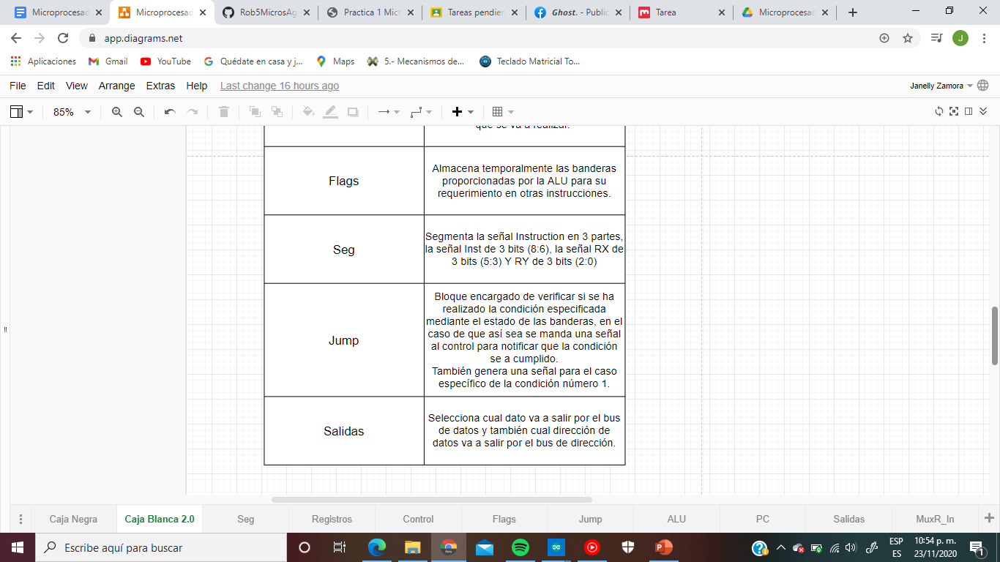 Microprocesad
Microprocesad
Rob5MicrosAg
Practica 1 Micr
Tareas pendien
Ghost. - Public
Tarea
Microprocesad
app.diagrams.net
J
Aplicaciones
Gmail
YouTube
Quédate en casa y j...
Maps
5.- Mecanismos de...
Teclado Matricial To...
File
Edit
View
Arrange
Extras
Help
Last change 16 hours ago
Janelly Zamora
85%
que se va a realizar.
Flags
Almacena temporalmente las banderas
proporcionadas por la ALU para su
requerimiento en otras instrucciones.
Seg
Segmenta la señal Instruction en 3 partes,
la señal Inst de 3 bits (8:6), la señal RX de
3 bits (5:3) Y RY de 3 bits (2:0)
Jump
Bloque encargado de verificar si se ha
realizado la condición especificada
mediante el estado de las banderas, en el
caso de que así sea se manda una señal
al control para notificar que la condición
se a cumplido.
También genera una señal para el caso
específico de la condición número 1.
Salidas
Selecciona cual dato va a salir por el bus
de datos y también cual dirección de
datos va a salir por el bus de dirección.
Caja Negra
Caja Blanca 2.0
Seg
Registros
Control
Flags
Jump
ALU
PC
Salidas
MuxR_In
Escribe aquí para buscar
ESP
ES
10:54 p. m.
23/11/2020
1